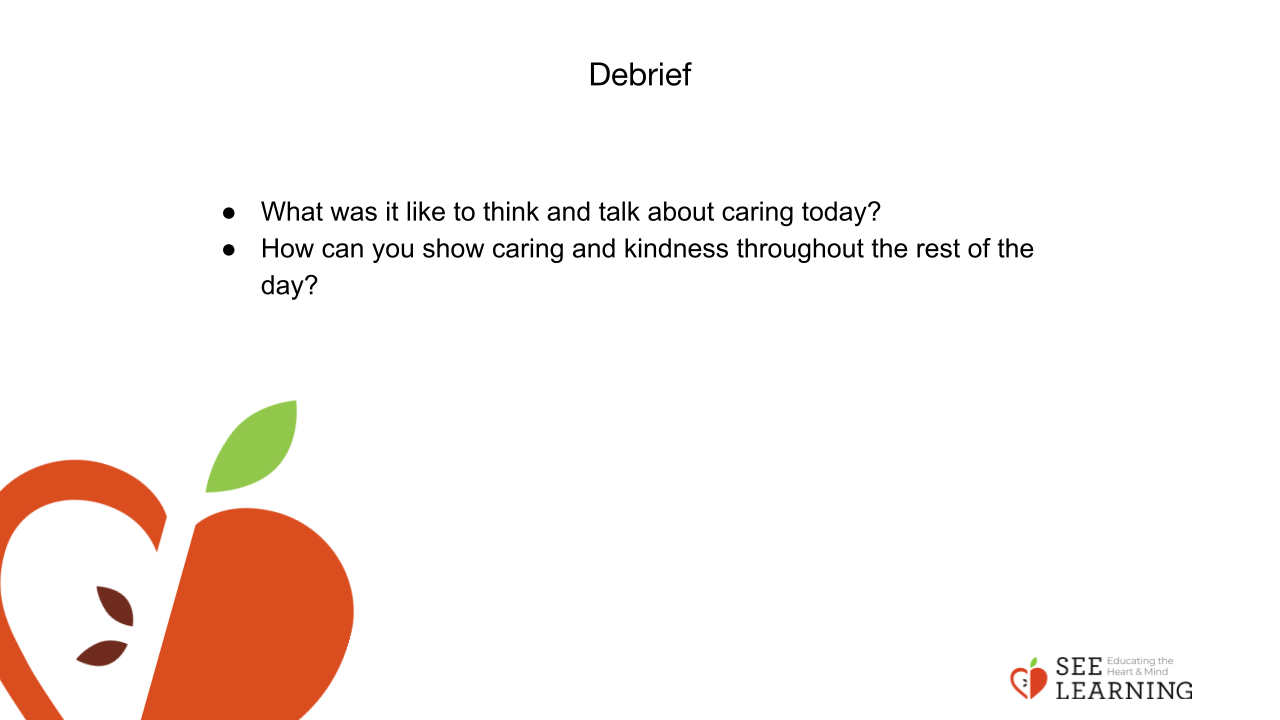 Debrief
● What was it like to think and talk about caring today?
● How can you show caring and kindness throughout the rest of the
day?
SEE Educating the
Heart & Mind
LEARNING